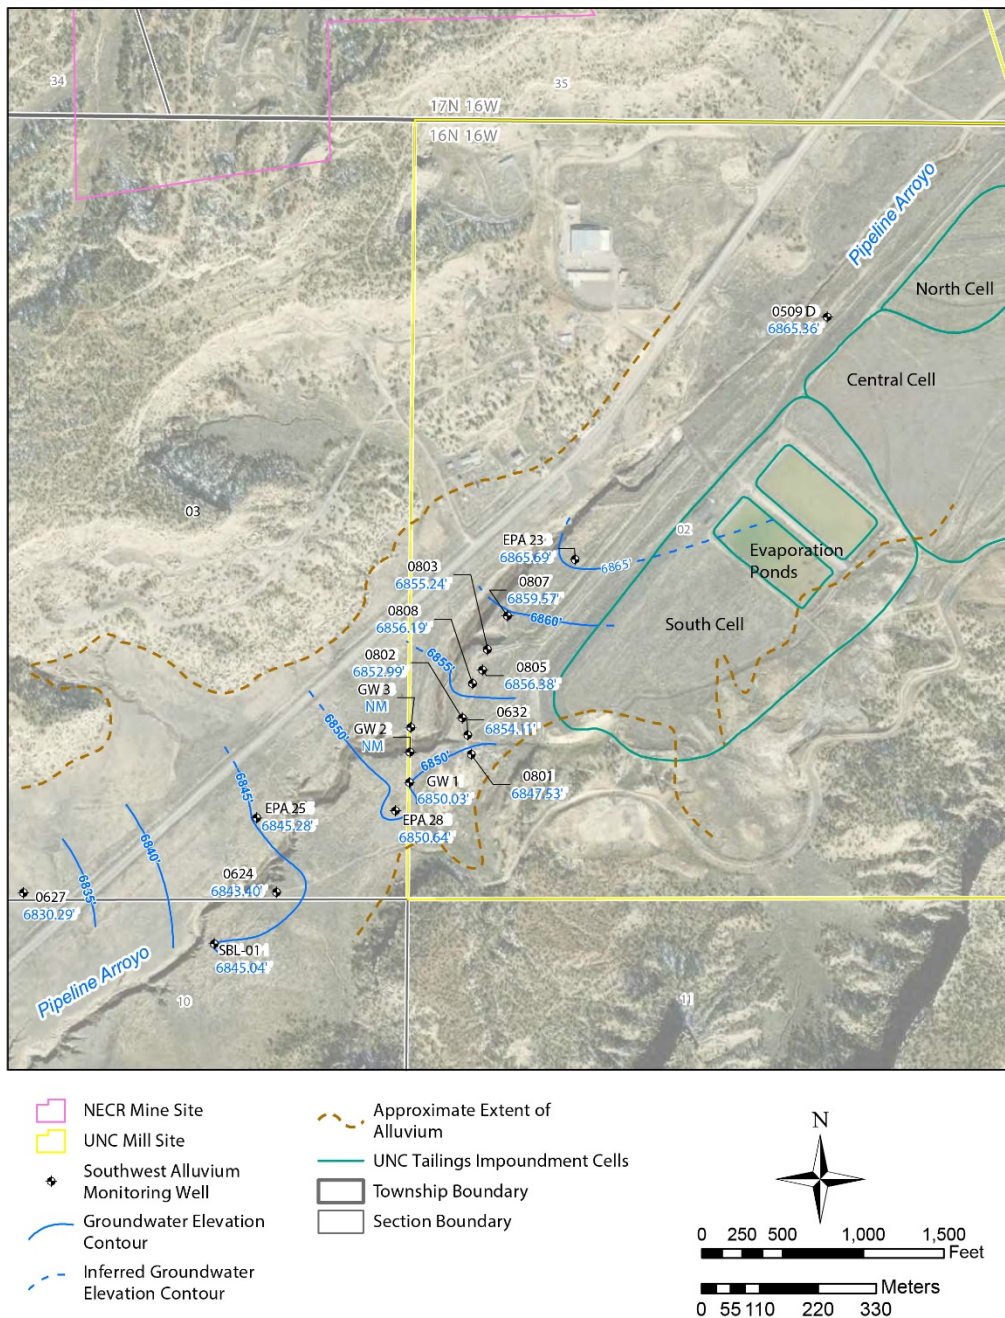 34
35
17N 16W
16N 16W
Pipeline Arroyo
North Cell
0509 D
6865.36'
Central Cell
03
02
EPA 23
6865.69'
6865'
Evaporation
Ponds
0803
6855.24'
0807
6859.57'
6860'
0808
6856.19'
South Cell
0802
6852.99'
6855'
0805
6856.38'
GW 3
NM
0632
6854.11'
GW 2
NM
6850'
6850'
0801
6847.53'
GW 1
6850.03'
6845'
EPA 25
6845.28'
EPA 28
6850.64'
6840'
0624
6843.40'
6835'
0627
6830.29'
SBL-01
6845.04'
Pipeline Arroyo
10
11
NECR Mine Site
UNC Mill Site
Southwest Alluvium
Monitoring Well
Groundwater Elevation
Contour
Inferred Groundwater
Elevation Contour
Approximate Extent of
Alluvium
UNC Tailings Impoundment Cells
Township Boundary
Section Boundary
N
0 250 500 1,000 1,500
Feet
Meters
0 55 110 220 330